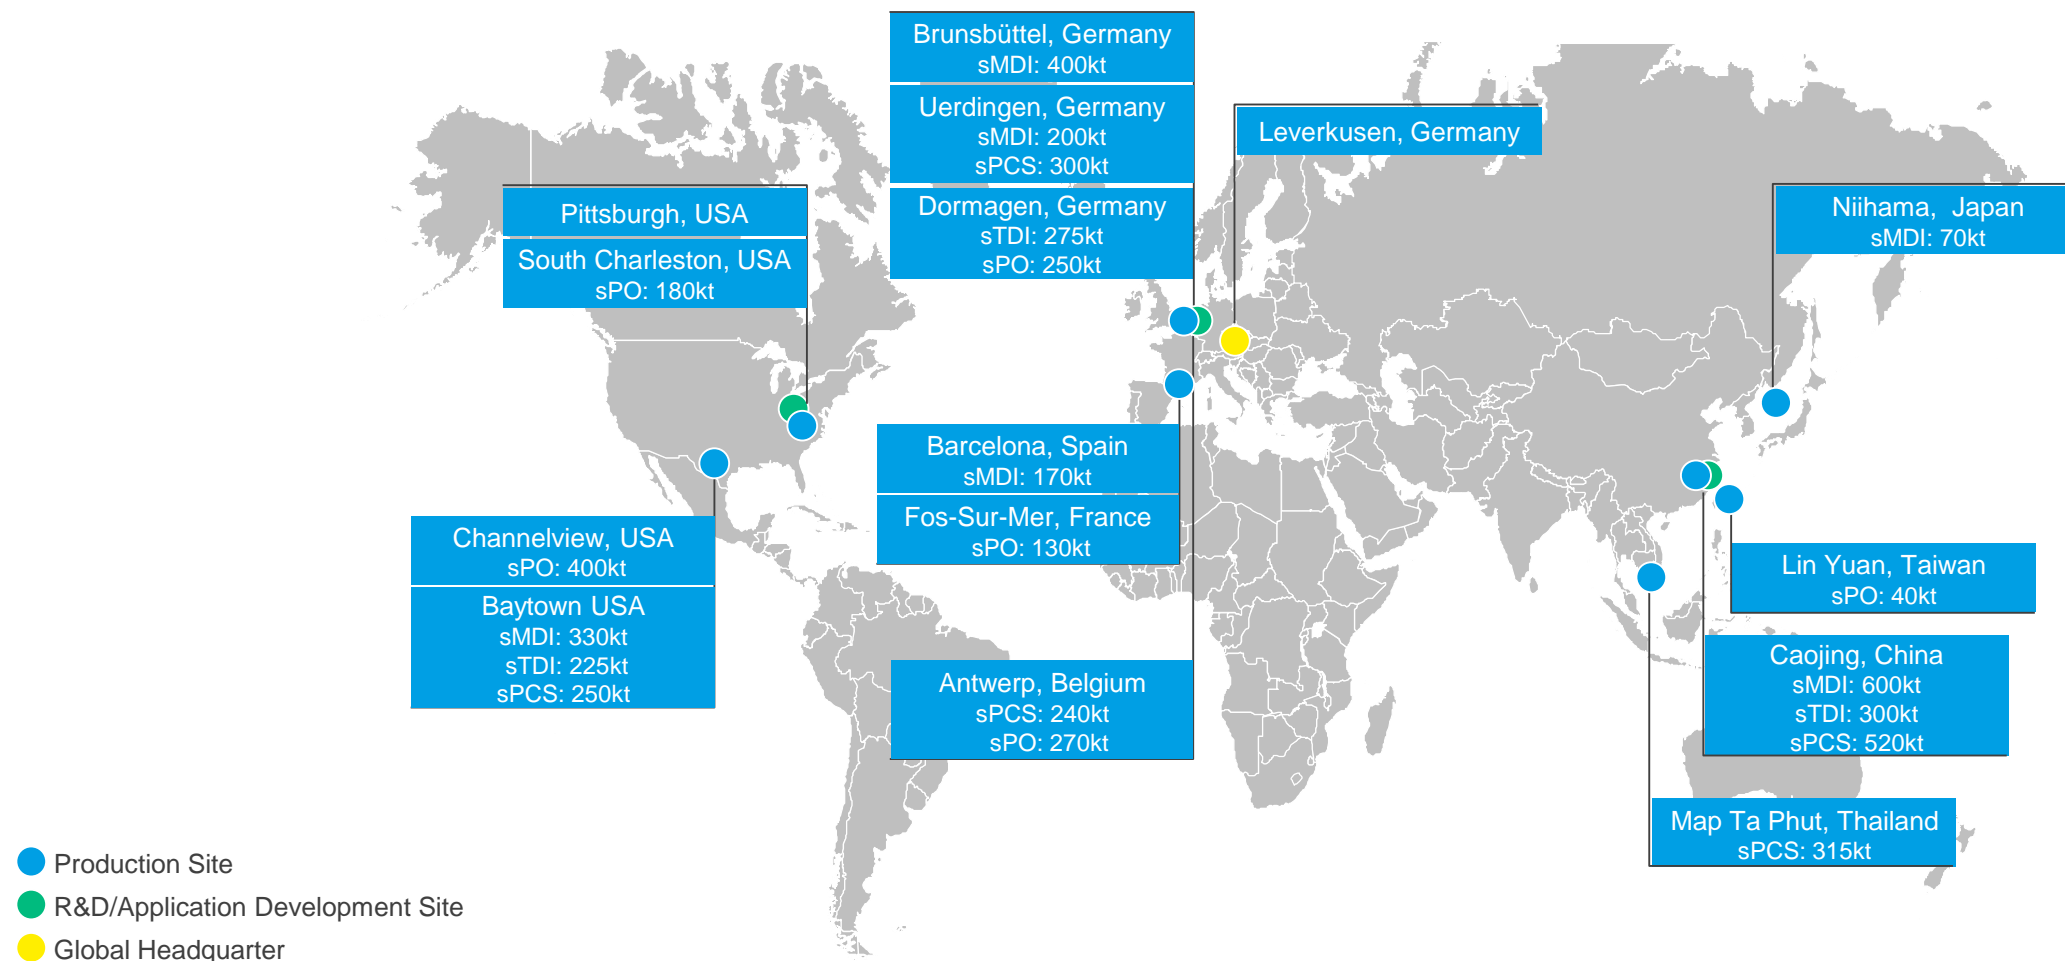 Brunsbüttel, Germany
sMDI: 400kt
Uerdingen, Germany
sMDI: 200kt
sPCS: 300kt
Dormagen, Germany
sTDI: 275kt
sPO: 250kt
Leverkusen, Germany
Pittsburgh, USA
South Charleston, USA
sPO: 180kt
Niihama, Japan
sMDI: 70kt
Barcelona, Spain
sMDI: 170kt
Fos-Sur-Mer, France
sPO: 130kt
Channelview, USA
sPO: 400kt
Baytown USA
sMDI: 330kt
sTDI: 225kt
sPCS: 250kt
Antwerp, Belgium
sPCS: 240kt
sPO: 270kt
Lin Yuan, Taiwan
sPO: 40kt
Caojing, China
sMDI: 600kt
sTDI: 300kt
sPCS: 520kt
Map Ta Phut, Thailand
sPCS: 315kt
Production Site
R&D/Application Development Site
Global Headquarter